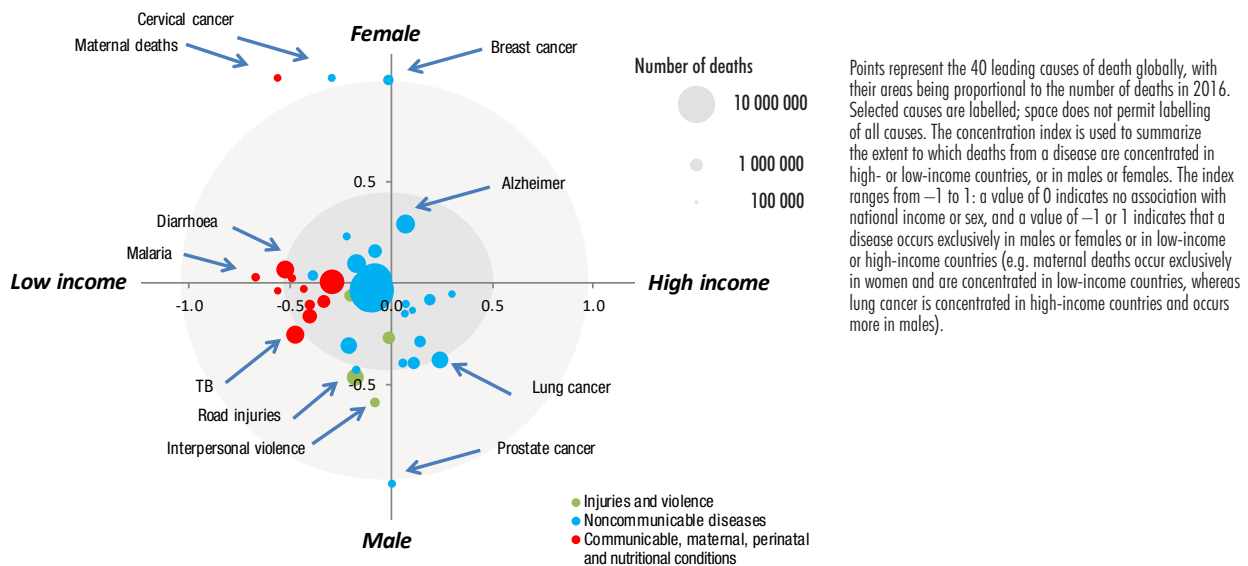 Cervical cancer
Maternal deaths
Female
Breast cancer
Number of deaths
10 000 000
1 000 000
100 000
Points represent the 40 leading causes of death globally, with
their areas being proportional to the number of deaths in 2016.
Selected causes are labelled; space does not permit labelling
of all causes. The concentration index is used to summarize
the extent to which deaths from a disease are concentrated in
high- or low-income countries, or in males or females. The index
ranges from –1 to 1: a value of 0 indicates no association with
national income or sex, and a value of –1 or 1 indicates that a
disease occurs exclusively in males or females or in low-income
or high-income countries (e.g. maternal deaths occur exclusively
in women and are concentrated in low-income countries, whereas
lung cancer is concentrated in high-income countries and occurs
more in males).
0.5
Alzheimer
Diarrhoea
Malaria
Low income
High income
-1.0
-0.5
0.0
0.5
1.0
-0.5
TB
Lung cancer
Road injuries
Interpersonal violence
Prostate cancer
Injuries and violence
Noncommunicable diseases
Communicable, maternal, perinatal
and nutritional conditions
Male